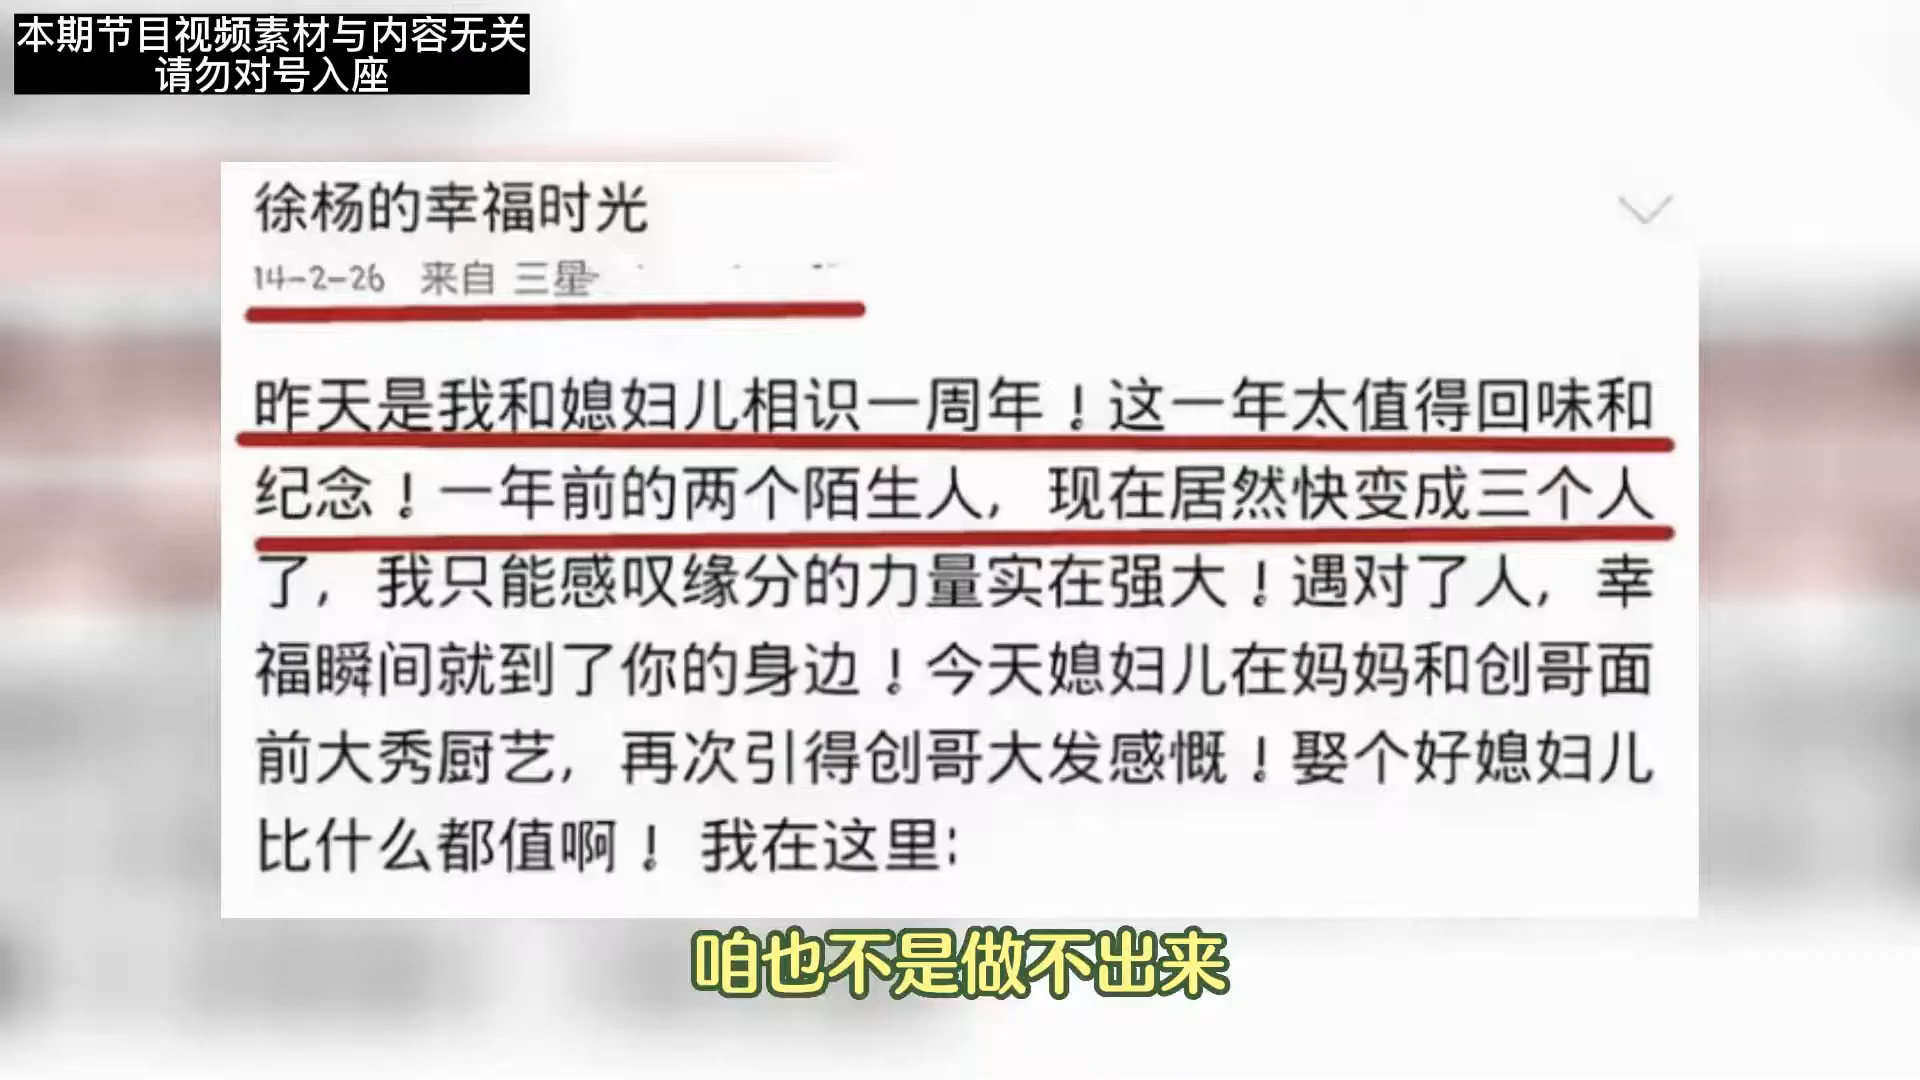 本期节目视频素材与内容无关
请勿对号入座
徐杨的幸福时光
14-2-26 来自 三星
昨天是我和媳妇儿相识一周年！这一年太值得回味和
纪念！一年前的两个陌生人，现在居然快变成三个人
了，我只能感叹缘分的力量实在强大！遇对了人，幸
福瞬间就到了你的身边！今天媳妇儿在妈妈和创哥面
前大秀厨艺，再次引得创哥大发感慨！娶个好媳妇儿
比什么都值啊！ 我在这里:
咱也不是做不出来